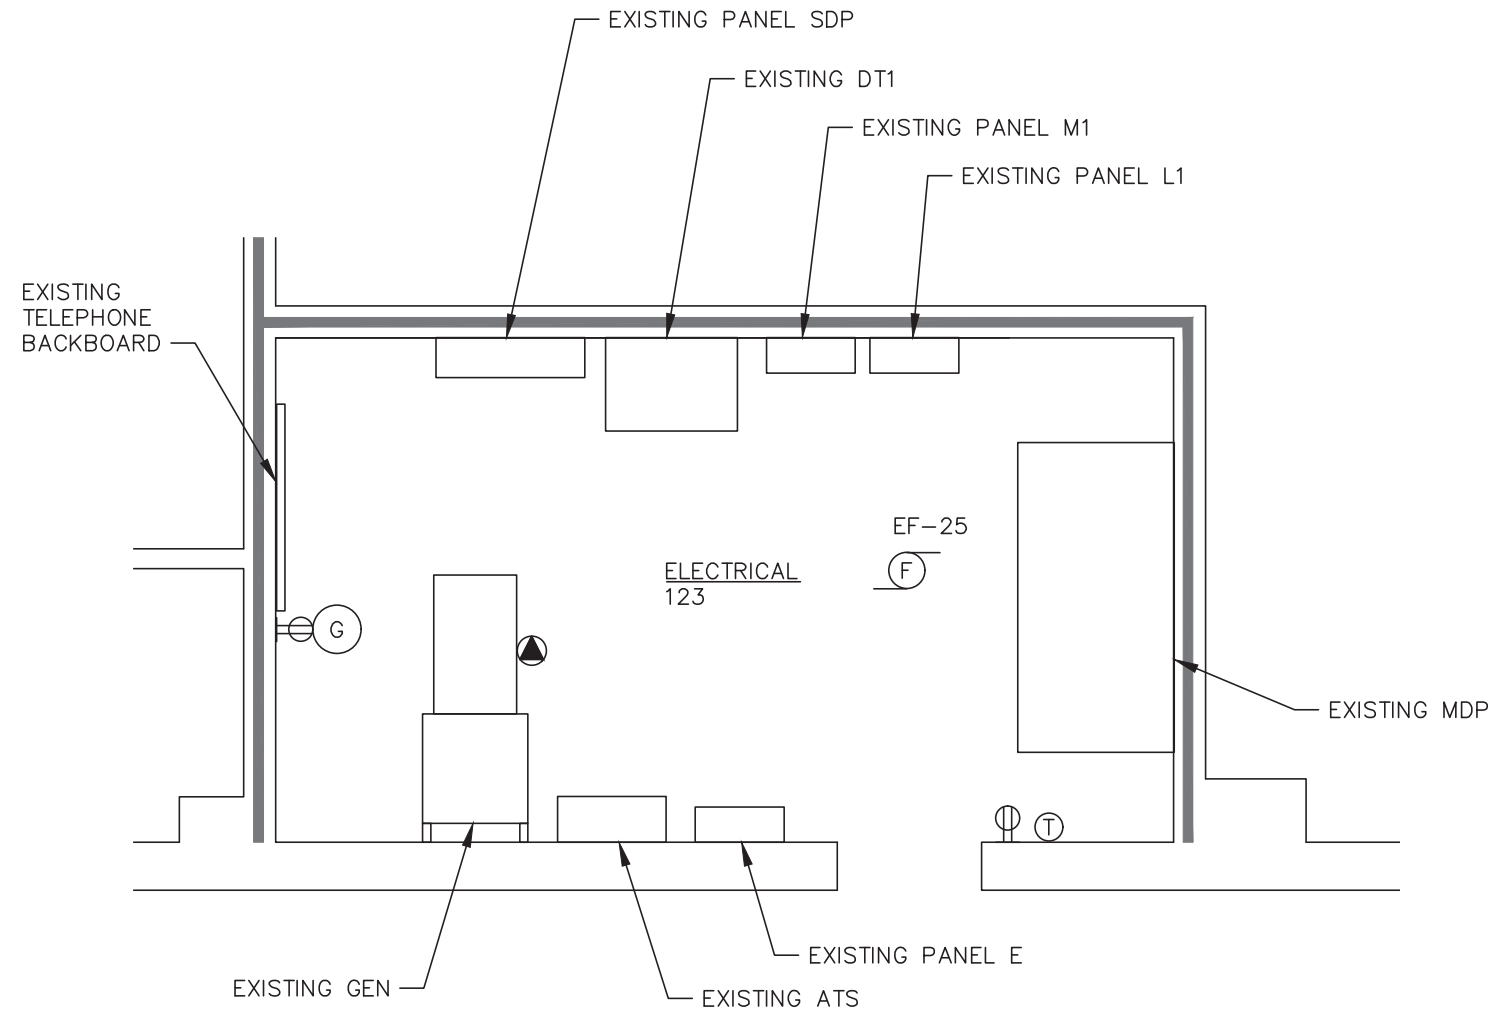 EXISTING PANEL SDP
EXISTING DT1
EXISTING PANEL M1
EXISTING PANEL L1
EXISTING
TELEPHONE
BACKBOARD
EF-25
F
ELECTRICAL
123
G
EXISTING MDP
T
EXISTING PANEL E
EXISTING GEN
EXISTING ATS